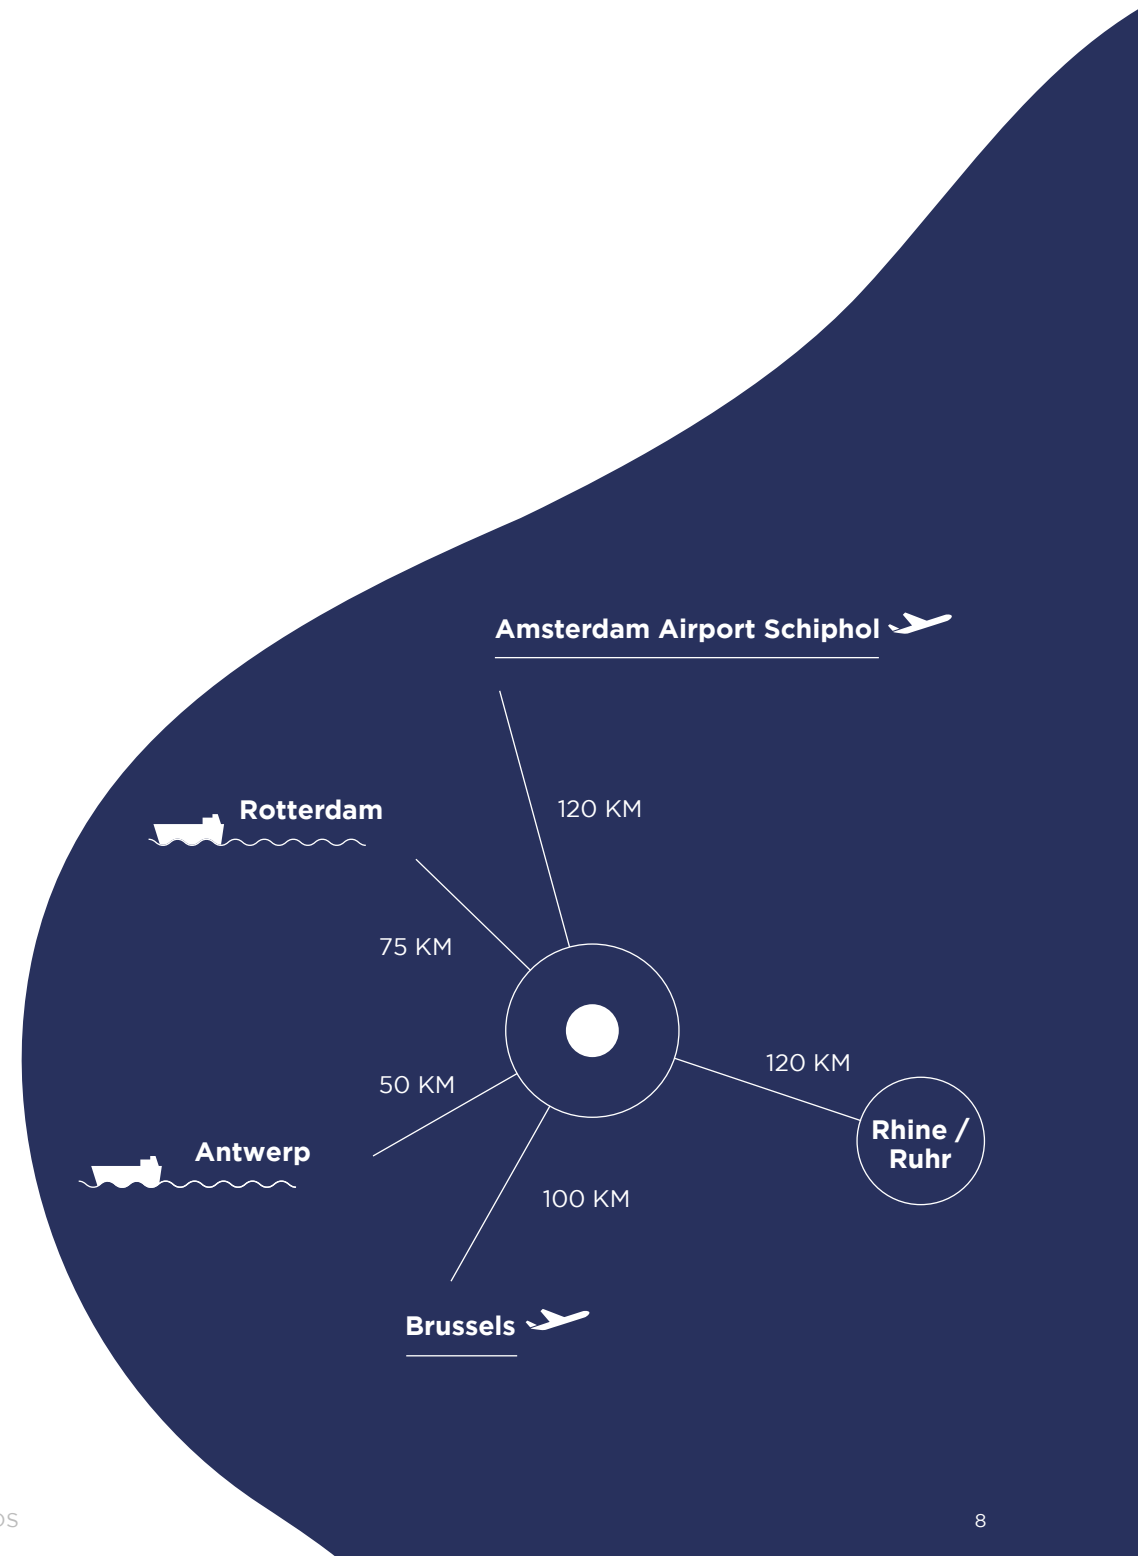 Amsterdam Airport Schiphol
Rotterdam
120 KM
75 KM
120 KM
50 KM
Rhine /
Ruhr
Antwerp
100 KM
Brussels
8